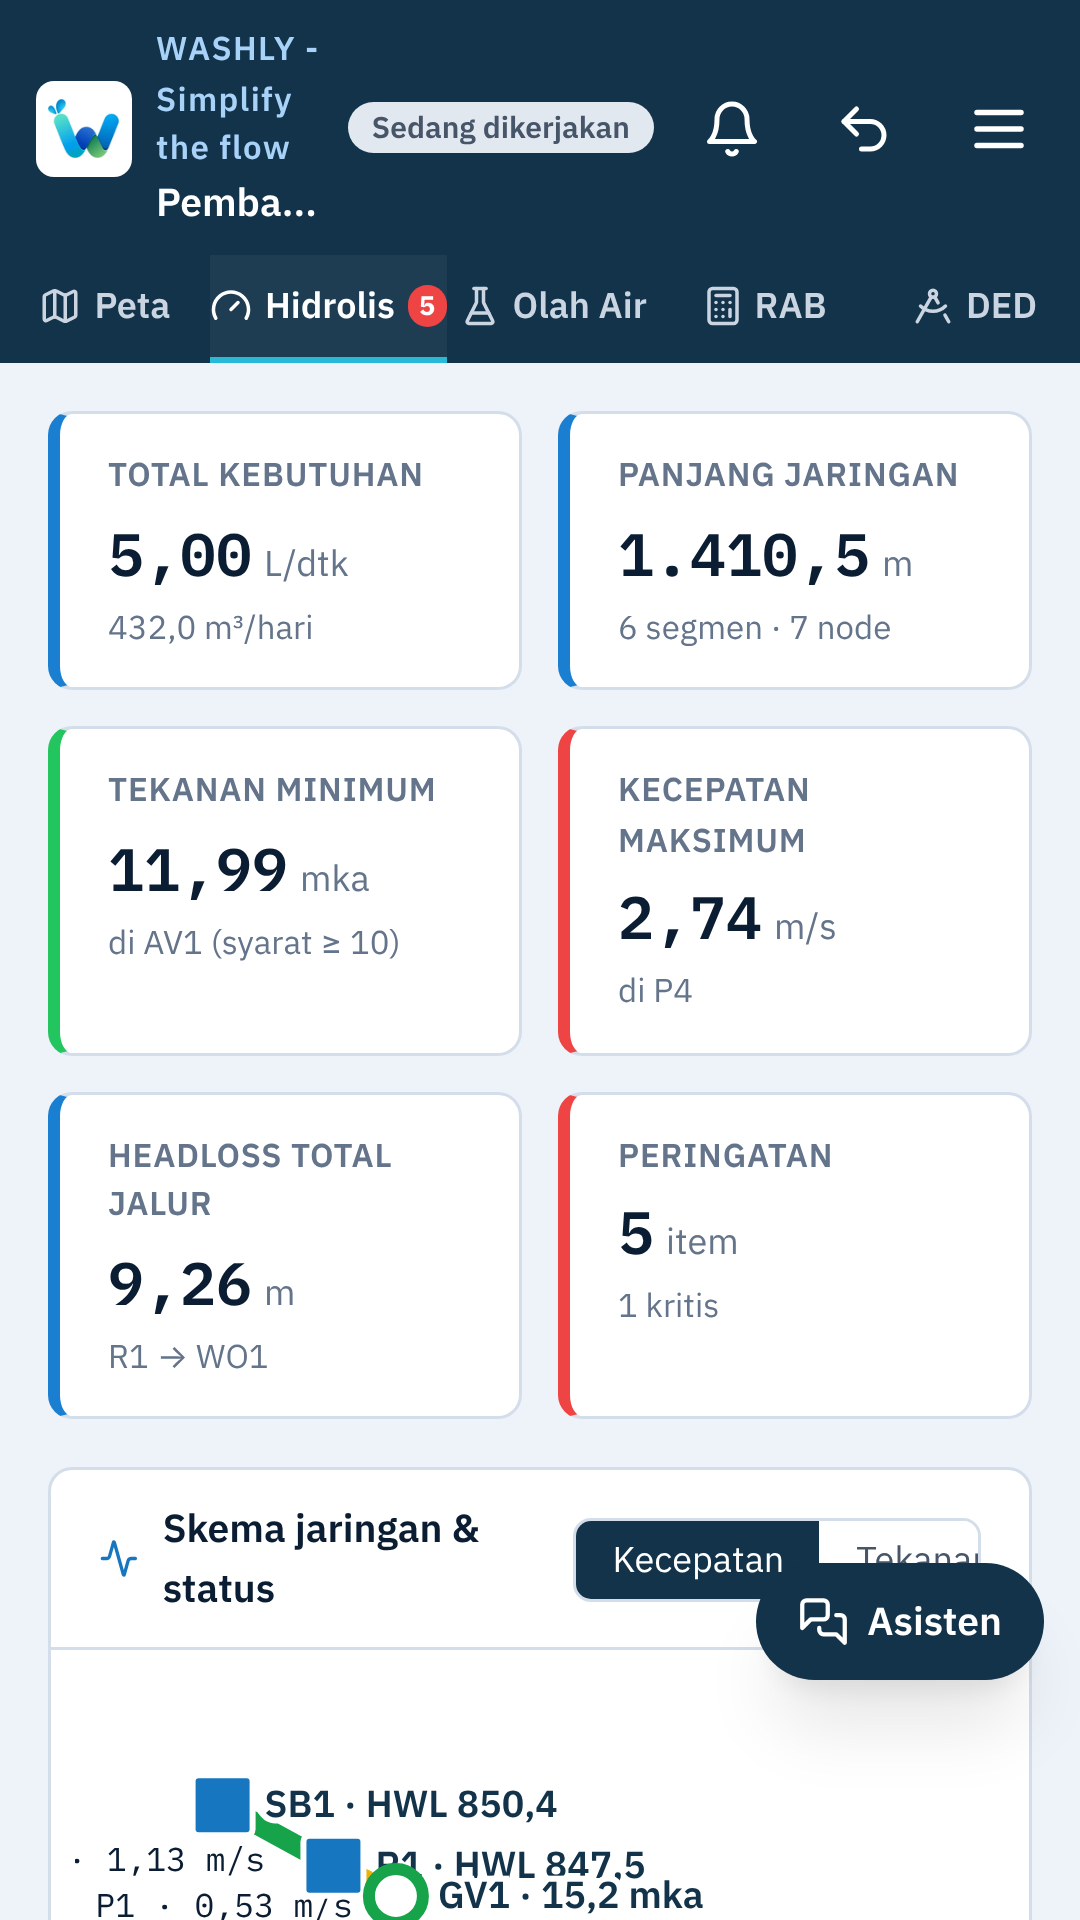 WASHLY -
Simplify
the flow
Pemba...
Sedang dikerjakan
Peta
Hidrolis 5
Olah Air
RAB
DED
TOTAL KEBUTUHAN
5,00 L/dtk
432,0 m³/hari
PANJANG JARINGAN
1.410,5 m
6 segmen · 7 node
TEKANAN MINIMUM
11,99 mka
di AV1 (syarat ≥ 10)
KECEPATAN
MAKSIMUM
2,74 m/s
di P4
HEADLOSS TOTAL
JALUR
9,26 m
R1 → WO1
PERINGATAN
5 item
1 kritis
Skema jaringan &
status
Kecepatan
Asisten
SB1 · HWL 850,4
· 1,13 m/s
R1 · HWL 847,5
GV1 · 15,2 mka
P1 · 0,53 m/s